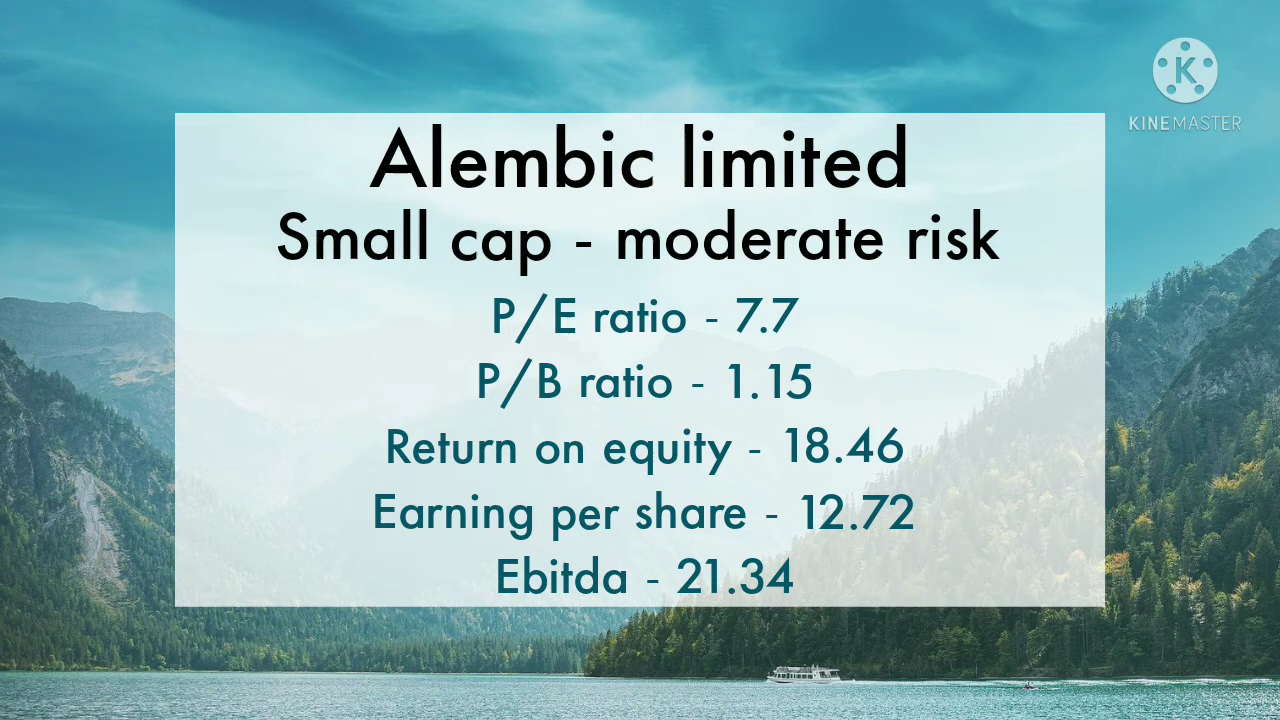 K
KINEMASTER
Alembic limited
Small cap - moderate risk
P/E ratio - 7.7
P/B ratio - 1.15
Return on equity - 18.46
Earning per share - 12.72
Ebitda - 21.34